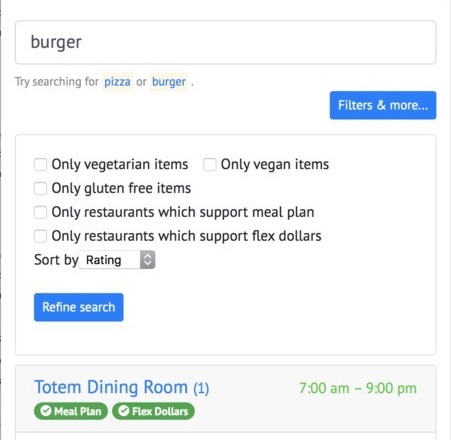 burger
Try searching for pizza or burger .
Filters & more...
Only vegetarian items Only vegan items
Only gluten free items
Only restaurants which support meal plan
Only restaurants which support flex dollars
Sort by Rating
Refine search
Totem Dining Room (1) 7:00 am – 9:00 pm
Meal Plan Flex Dollars